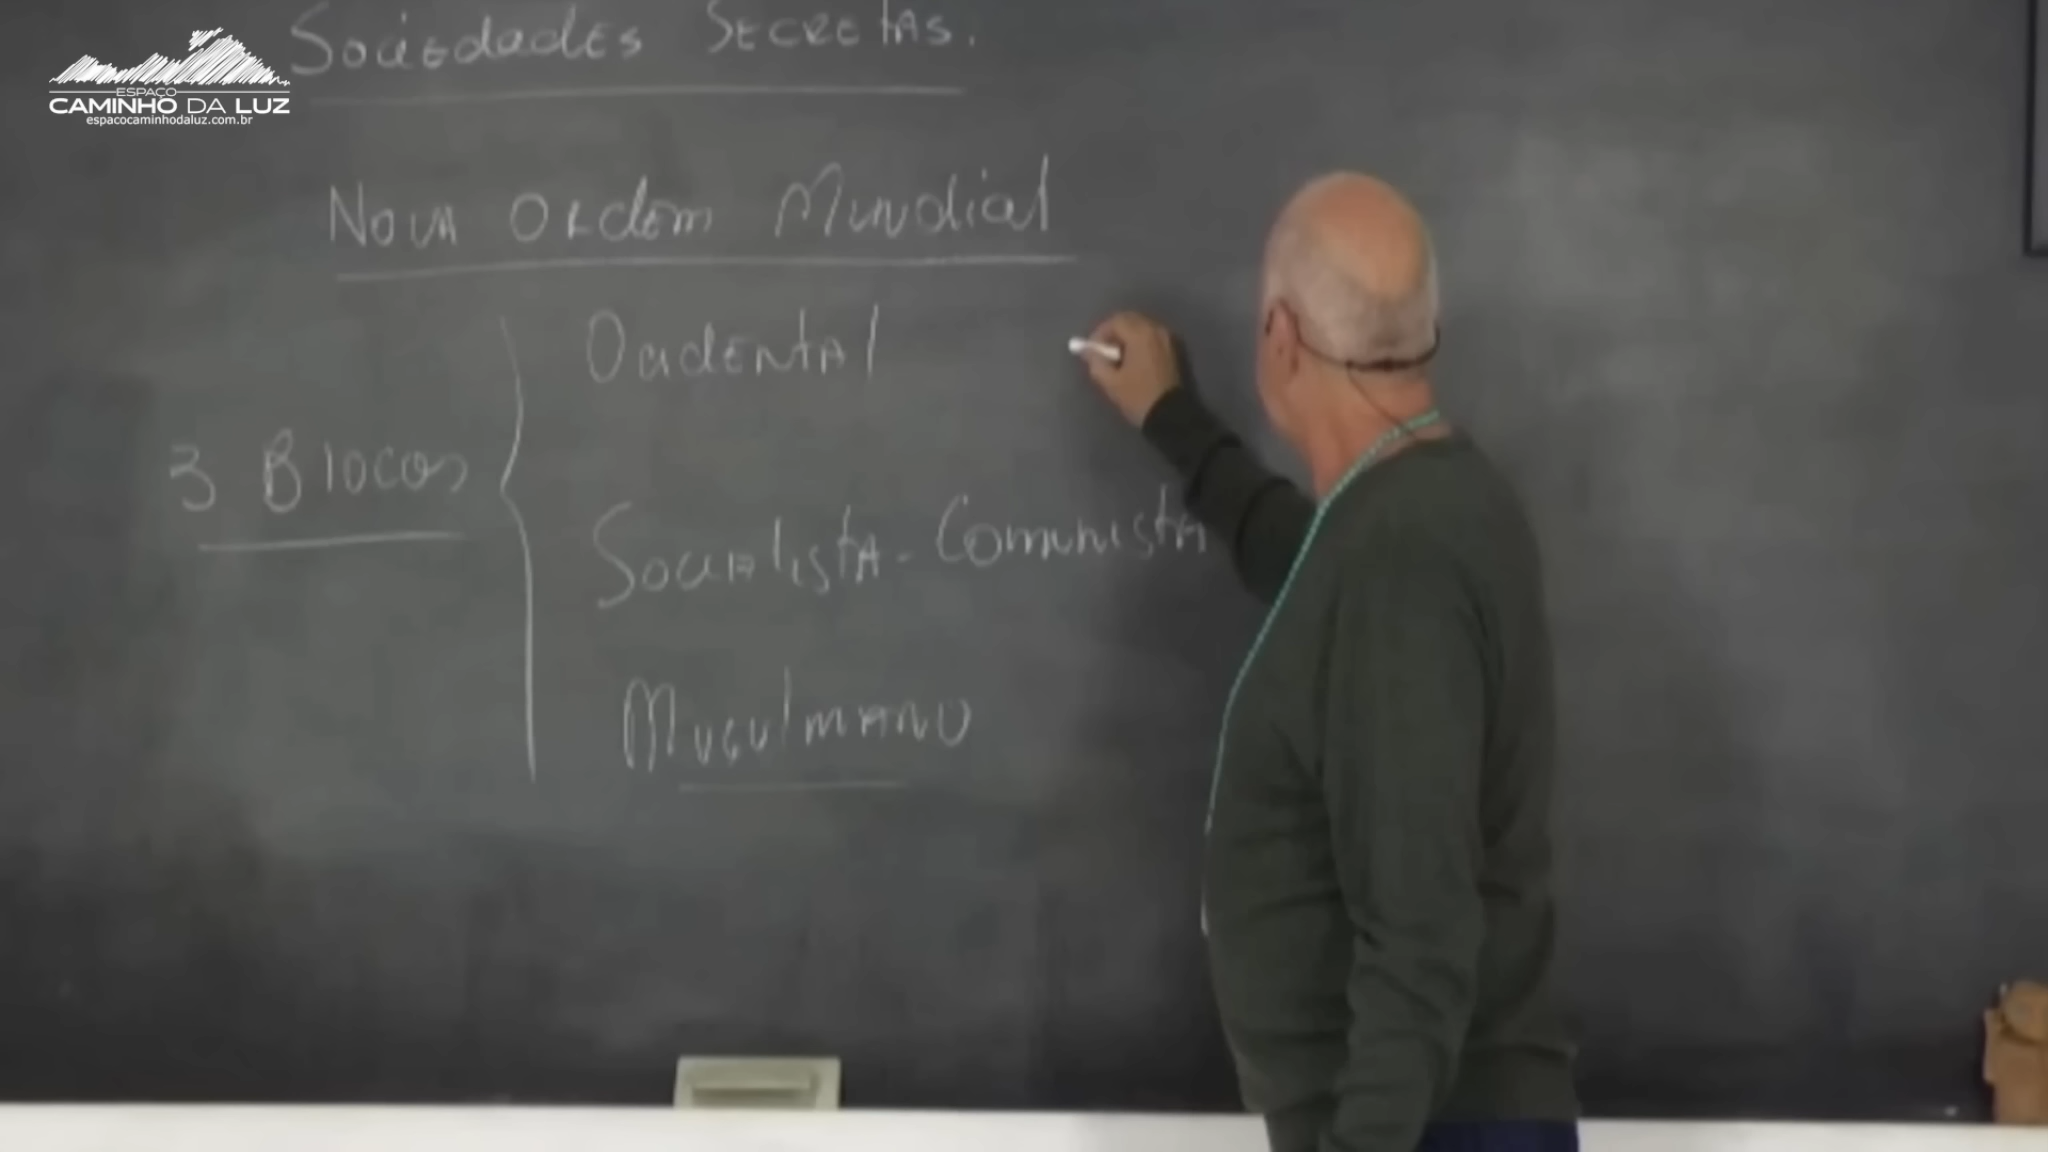 Sociedades Secretas.
ESPAÇO
CAMINHO DA LUZ
espacocaminhodaluz.com.br
Nova Ordem Mundial
Ocidental
3 Blocos
Socialista - Comunista
Muçulmano